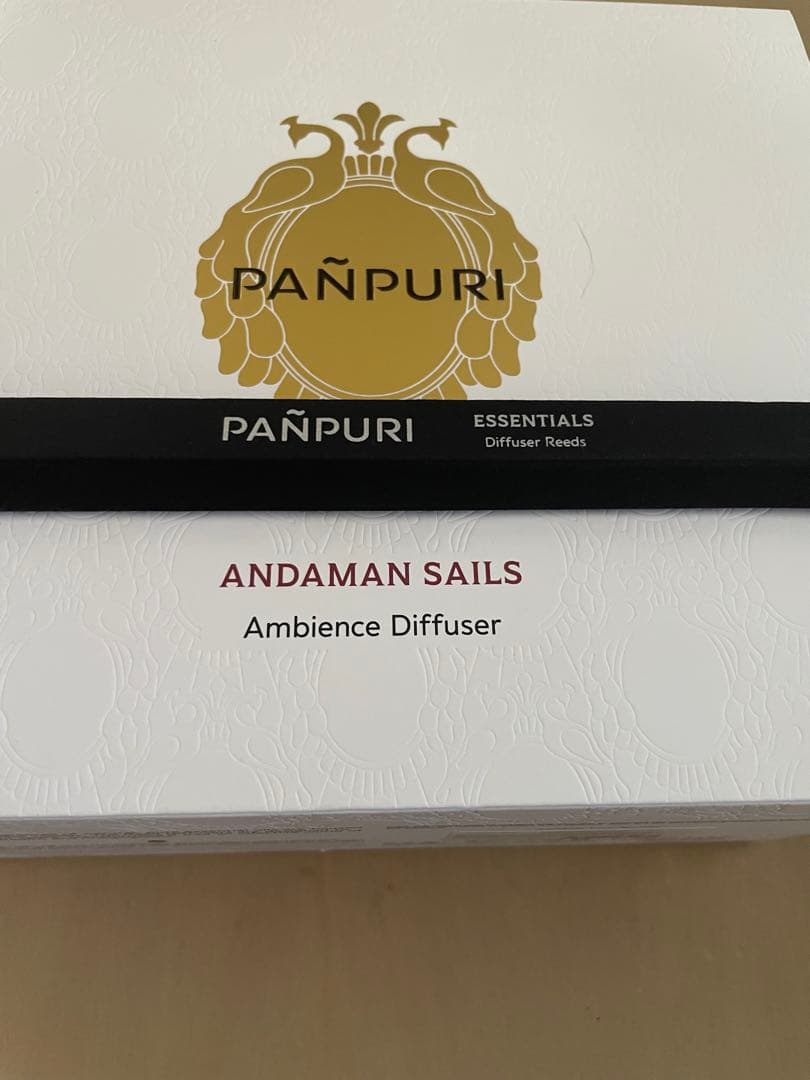 PAÑPURI
PAÑPURI
ESSENTIALS
Diffuser Reeds
ANDAMAN SAILS
Ambience Diffuser